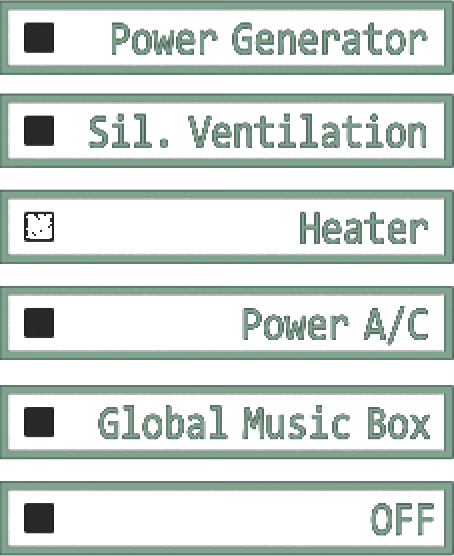 Power Generator
Sil. Ventilation
Heater
Power A/C
Global Music Box
OFF